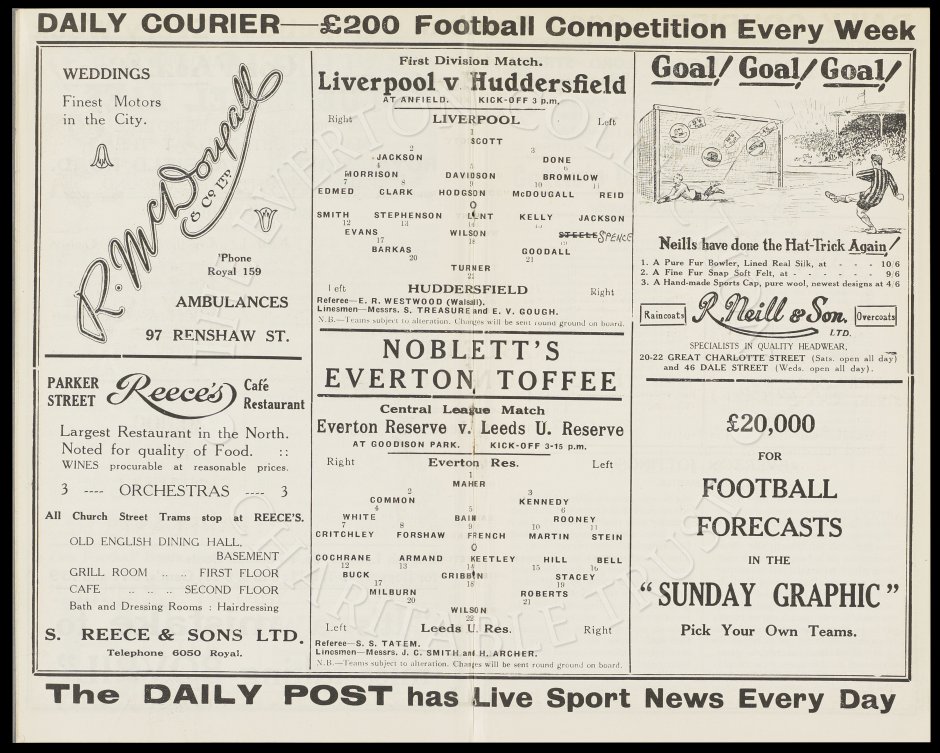 DAILY COURIER—£200 Football Competition Every Week
WEDDINGS
Finest Motors
in the City.
R. McDougall
& Co LTD
'Phone
Royal 159
AMBULANCES
97 RENSHAW ST.
PARKER
STREET
Reece's
Café
Restaurant
Largest Restaurant in the North.
Noted for quality of Food. ::
WINES procurable at reasonable prices.
3 ---- ORCHESTRAS ---- 3
All Church Street Trams stop at REECE'S.
OLD ENGLISH DINING HALL.
BASEMENT
GRILL ROOM .. .. FIRST FLOOR
CAFE .. .. .. SECOND FLOOR
Bath and Dressing Rooms : Hairdressing
S. REECE & SONS LTD.
Telephone 6050 Royal.
First Division Match.
Liverpool v Huddersfield
AT ANFIELD. KICK-OFF 3 p.m.
Right LIVERPOOL Left
1
SCOTT
2 3
JACKSON DONE
4 5 6
MORRISON DAVIDSON BROMILOW
7 8 9 10 11
EDMED CLARK HODGSON McDOUGALL REID
O
SMITH STEPHENSON LENT KELLY JACKSON
12 13 14 15 16
EVANS WILSON STEELE SPENCE
17 18 19
BARKAS GOODALL
20 21
TURNER
21
Left HUDDERSFIELD Right
Referee—E. R. WESTWOOD (Walsall).
Linesmen—Messrs. S. TREASURE and E. V. GOUGH.
N.B.—Teams subject to alteration. Changes will be sent round ground on board.
NOBLETT'S
EVERTON TOFFEE
Central League Match
Everton Reserve v. Leeds U. Reserve
AT GOODISON PARK. KICK-OFF 3-15 p.m.
Right Everton Res. Left
1
MAHER
2 3
COMMON KENNEDY
4 5 6
WHITE BAIN ROONEY
7 8 9 10 11
CRITCHLEY FORSHAW FRENCH MARTIN STEIN
O
COCHRANE ARMAND KEETLEY HILL BELL
12 13 14 15 16
BUCK GRIBBIN STACEY
17 18 19
MILBURN ROBERTS
20 21
WILSON
22
Left Leeds U. Res. Right
Referee—S. S. TATEM.
Linesmen—Messrs. J. C. SMITH and H. ARCHER.
N.B.—Teams subject to alteration. Changes will be sent round ground on board.
Goal! Goal! Goal!
Neills have done the Hat-Trick Again!
1. A Pure Fur Bowler, Lined Real Silk, at - - - 10/6
2. A Fine Fur Snap Soft Felt, at - - - - - - 9/6
3. A Hand-made Sports Cap, pure wool, newest designs at 4/6
Raincoats
R. Neill & Son.
LTD.
Overcoats
SPECIALISTS IN QUALITY HEADWEAR,
20-22 GREAT CHARLOTTE STREET (Sats. open all day)
and 46 DALE STREET (Weds. open all day).
£20,000
FOR
FOOTBALL
FORECASTS
IN THE
"SUNDAY GRAPHIC"
Pick Your Own Teams.
The DAILY POST has Live Sport News Every Day